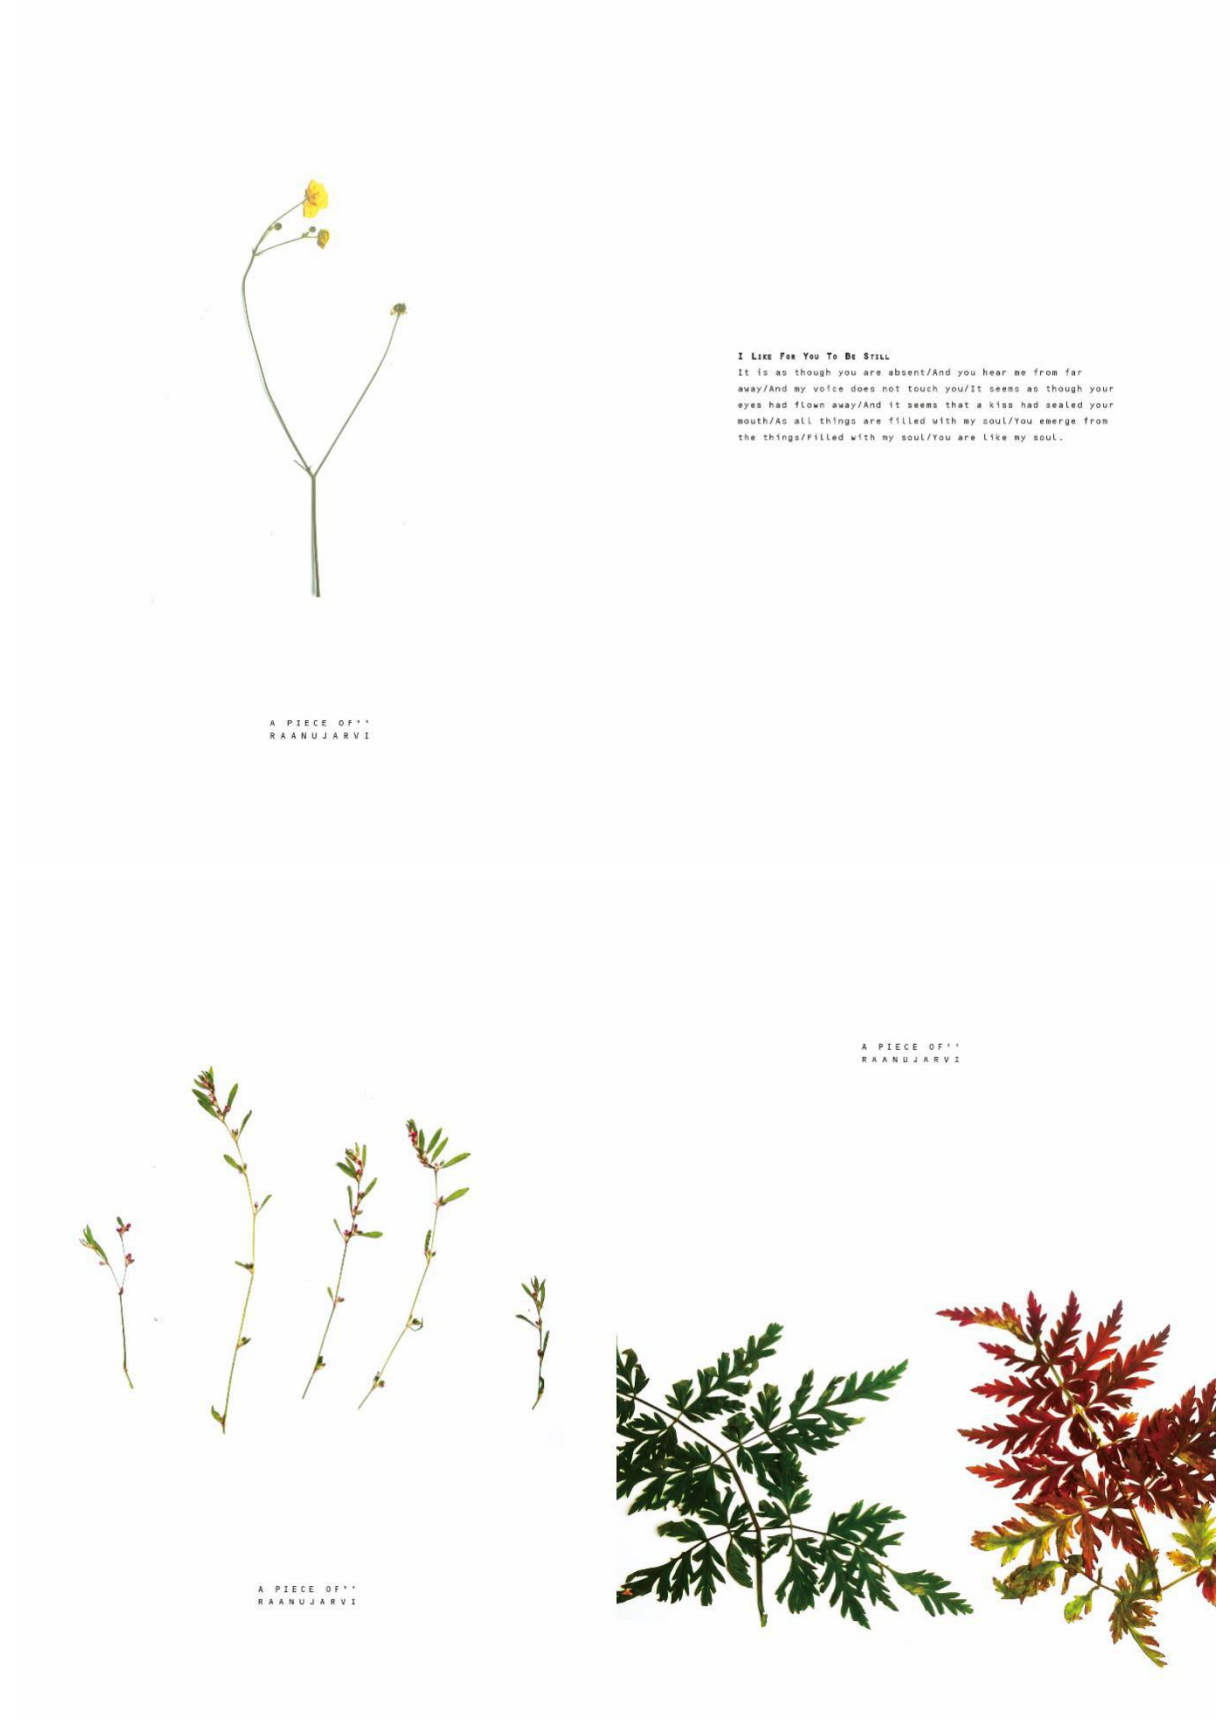 I LIKE FOR YOU TO BE STILL
It is as though you are absent/And you hear me from far
away/And my voice does not touch you/It seems as though your
eyes had flown away/And it seems that a kiss had sealed your
mouth/As all things are filled with my soul/You emerge from
the things/Filled with my soul/You are like my soul.
A PIECE OF''
RAANUJARVI
A PIECE OF''
RAANUJARVI
A PIECE OF''
RAANUJARVI